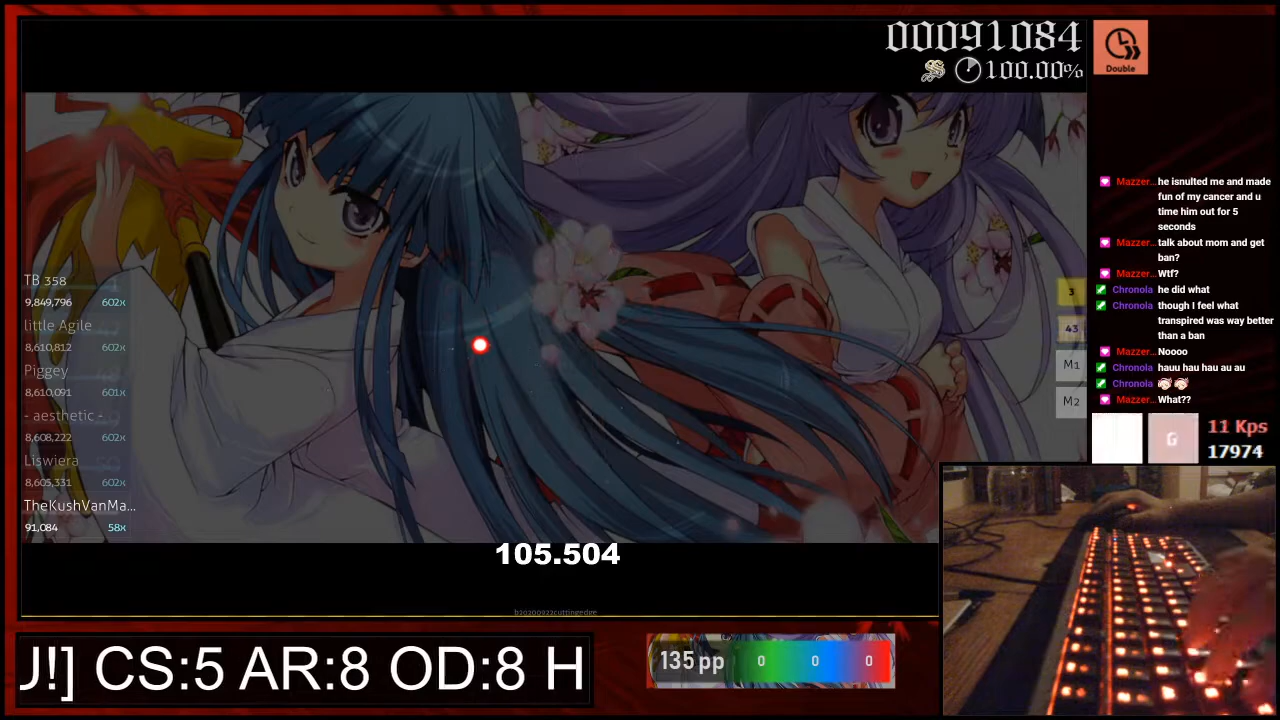 00091084
100.00%
Double
Mazzer... he isnulted me and made
fun of my cancer and u
time him out for 5
seconds
Mazzer... talk about mom and get
ban?
Mazzer... Wtf?
Chronola he did what
Chronola though I feel what
transpired was way better
than a ban
Mazzer... Noooo
Chronola hauu hau hau au au
Chronola
Mazzer... What??
TB 358
9,849,796 602x
little Agile
8,610,812 602x
Piggey
8,610,091 601x
- aesthetic -
8,608,222 602x
Liswiera
8,605,331 602x
TheKushVanMa...
91,084 58x
3
43
M1
M2
G
11 Kps
17974
105.504
b20200922cuttingedge
J!] CS:5 AR:8 OD:8 H
135 pp 0 0 0